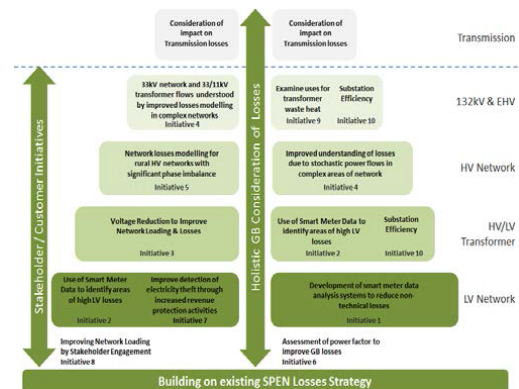 Consideration of
impact on
Transmission losses
Consideration of
impact on
Transmission losses
Transmission
33kV network and 33/11kV
transformer flows understood
by improved losses modelling
in complex networks
Initiative 4
Examine uses for
transformer
waste heat
Initiative 9
Substation
Efficiency
Initiative 10
132kV & EHV
Network losses modelling for
rural HV networks with
significant phase imbalance
Initiative 5
Improved understanding of losses
due to stochastic power flows in
complex areas of network
Initiative 4
HV Network
Voltage Reduction to Improve
Network Loading & Losses
Initiative 3
Use of Smart Meter Data to
identify areas of high LV
losses
Initiative 2
Substation
Efficiency
Initiative 10
HV/LV
Transformer
Use of Smart Meter
Data to identify areas
of high LV losses
Initiative 2
Improve detection of
electricity theft through
increased revenue
protection activities
Initiative 7
Development of smart meter data
analysis systems to reduce non-
technical losses
Initiative 1
LV Network
Improving Network Loading
by Stakeholder Engagement
Initiative 8
Assessment of power factor to
improve GB losses
Initiative 6
Stakeholder / Customer Initiatives
Holistic GB Consideration of Losses
Building on existing SPEN Losses Strategy